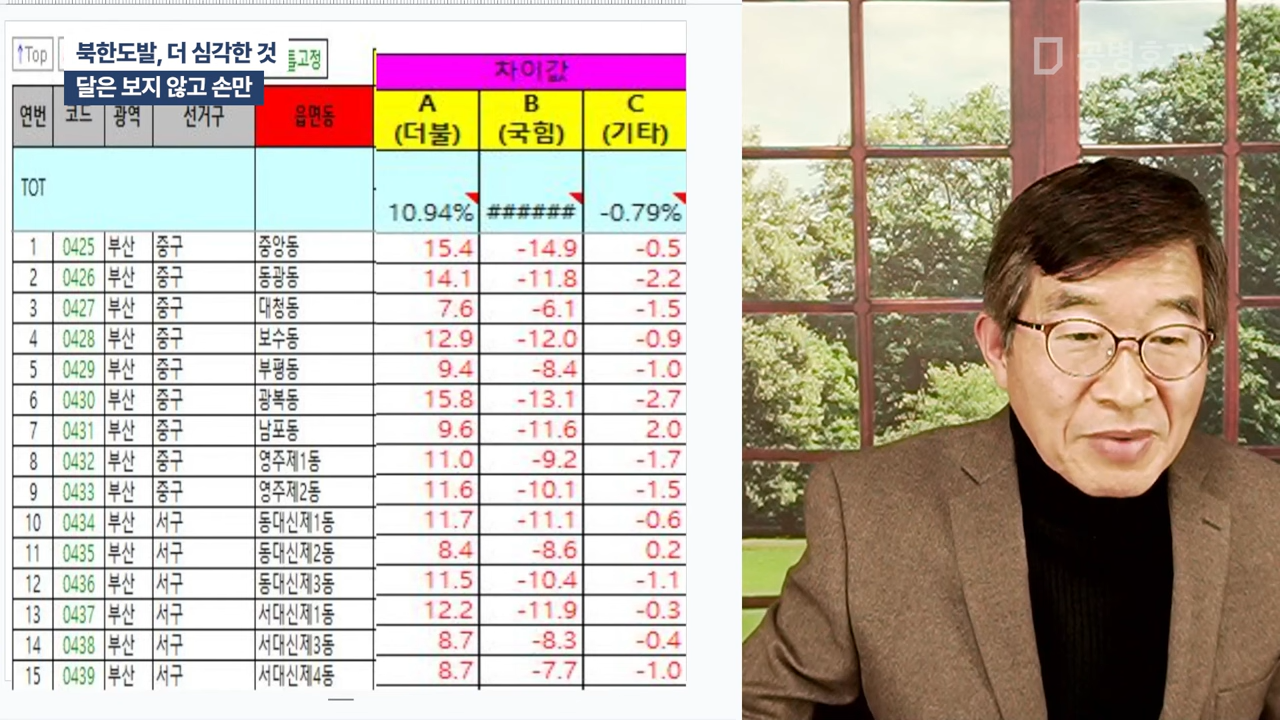 ↑Top
북한도발, 더 심각한 것
틀고정
달은 보지 않고 손만
공병호
차이값
연번 코드 광역 선거구 읍면동 A (더불) B (국힘) C (기타)
TOT 10.94% ###### -0.79%
1 0425 부산 중구 중앙동 15.4 -14.9 -0.5
2 0426 부산 중구 동광동 14.1 -11.8 -2.2
3 0427 부산 중구 대청동 7.6 -6.1 -1.5
4 0428 부산 중구 보수동 12.9 -12.0 -0.9
5 0429 부산 중구 부평동 9.4 -8.4 -1.0
6 0430 부산 중구 광복동 15.8 -13.1 -2.7
7 0431 부산 중구 남포동 9.6 -11.6 2.0
8 0432 부산 중구 영주제1동 11.0 -9.2 -1.7
9 0433 부산 중구 영주제2동 11.6 -10.1 -1.5
10 0434 부산 서구 동대신제1동 11.7 -11.1 -0.6
11 0435 부산 서구 동대신제2동 8.4 -8.6 0.2
12 0436 부산 서구 동대신제3동 11.5 -10.4 -1.1
13 0437 부산 서구 서대신제1동 12.2 -11.9 -0.3
14 0438 부산 서구 서대신제3동 8.7 -8.3 -0.4
15 0439 부산 서구 서대신제4동 8.7 -7.7 -1.0